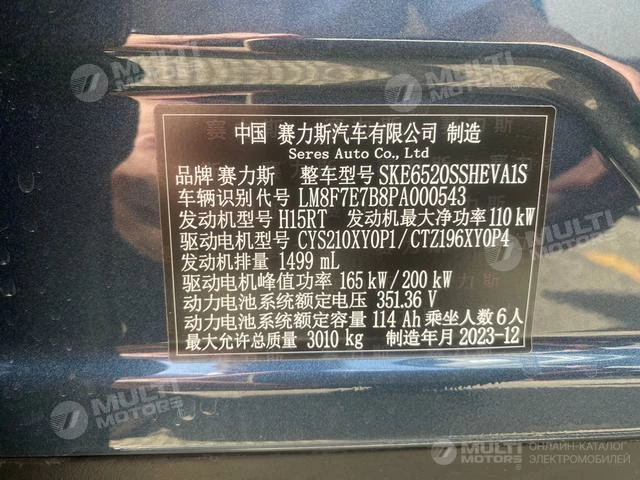 中国 赛力斯汽车有限公司 制造
Seres Auto Co., Ltd
品牌 赛力斯 整车型号 SKE6520SSHEVA1S
车辆识别代号 LM8F7E7B8PA000543
发动机型号 H15RT 发动机最大净功率 110 kW
驱动电机型号 CYS210XY0P1/CTZ196XY0P4
发动机排量 1499 mL
驱动电机峰值功率 165 kW/200 kW
动力电池系统额定电压 351.36 V
动力电池系统额定容量 114 Ah 乘坐人数 6人
最大允许总质量 3010 kg 制造年月 2023-12
MULTI MOTORS
MULTI MOTORS
MULTI MOTORS
MULTI MOTORS
MULTI MOTORS ОНЛАЙН-КАТАЛОГ ЭЛЕКТРОМОБИЛЕЙ